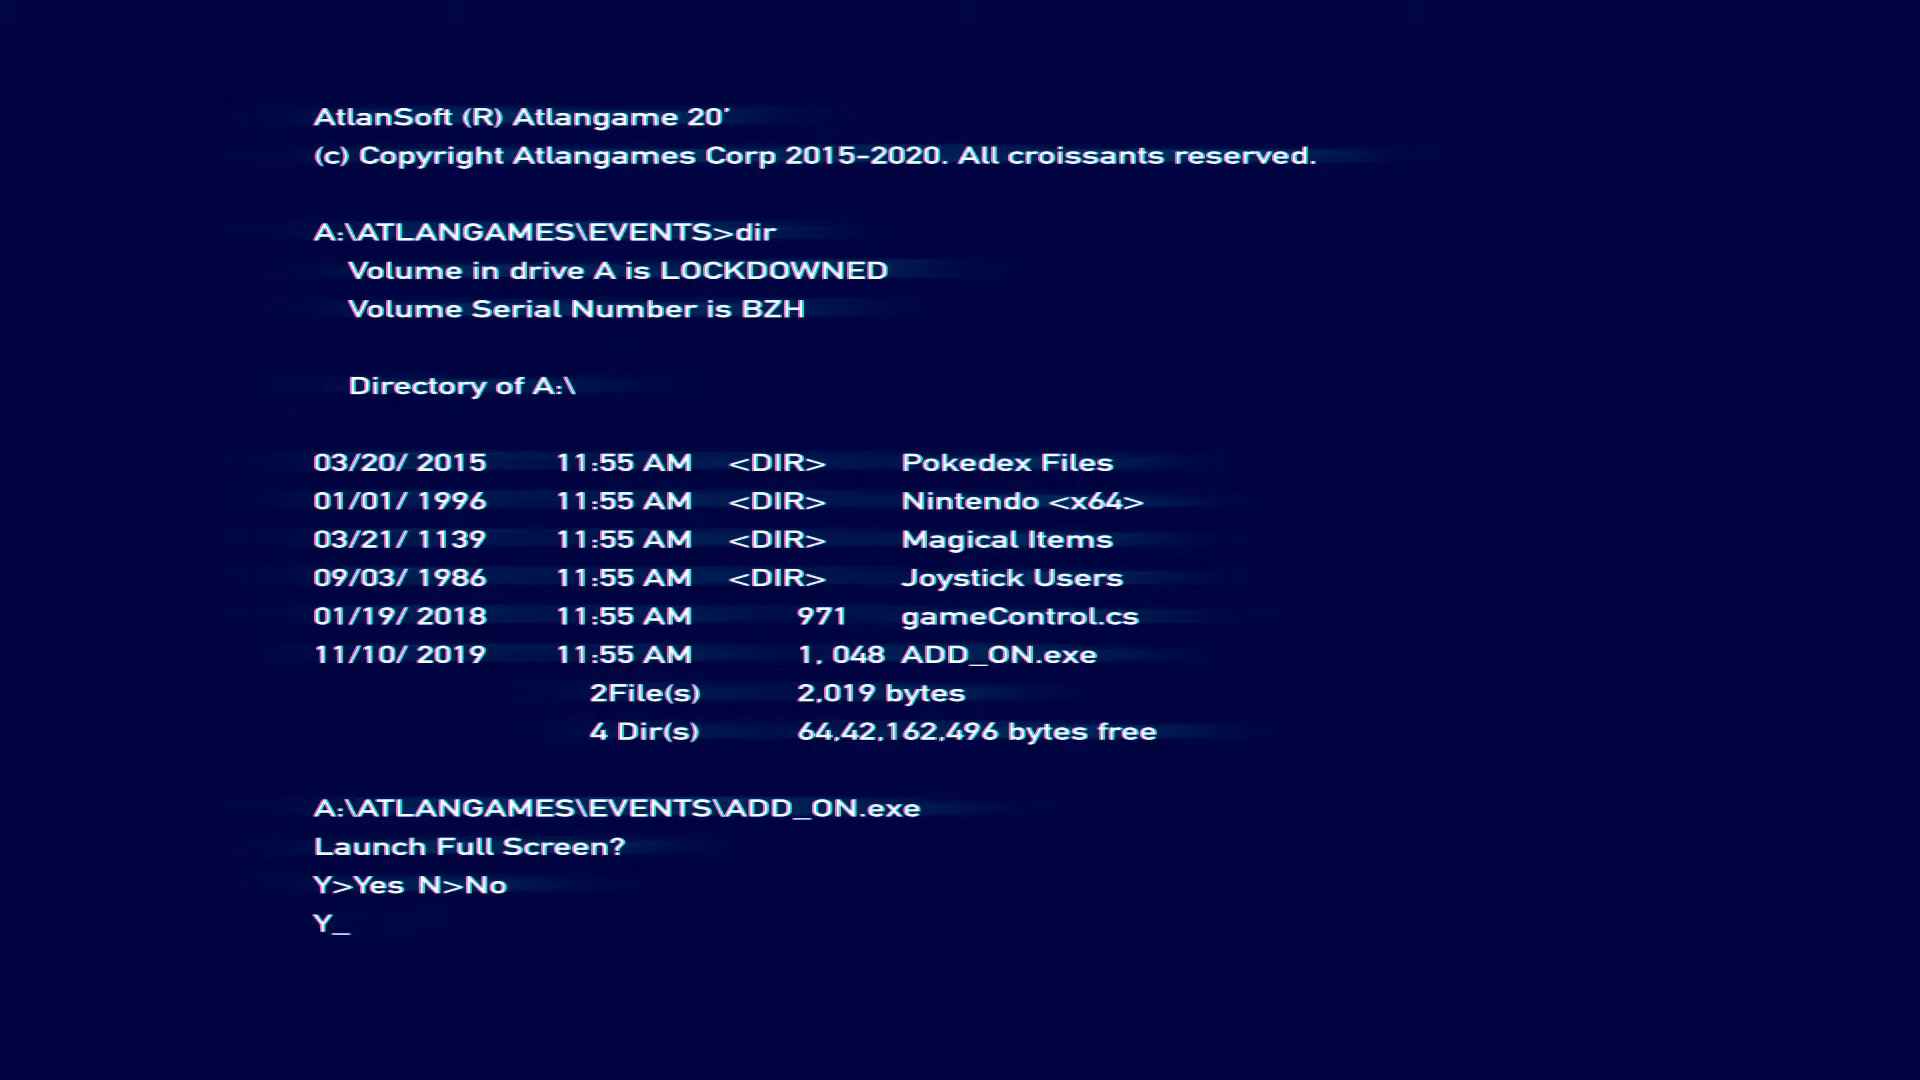 AtlanSoft (R) Atlangame 20'
(c) Copyright Atlangames Corp 2015-2020. All croissants reserved.
A:\ATLANGAMES\EVENTS>dir
Volume in drive A is LOCKDOWNED
Volume Serial Number is BZH
Directory of A:\
03/20/ 2015 11:55 AM <DIR> Pokedex Files
01/01/ 1996 11:55 AM <DIR> Nintendo <x64>
03/21/ 1139 11:55 AM <DIR> Magical Items
09/03/ 1986 11:55 AM <DIR> Joystick Users
01/19/ 2018 11:55 AM 971 gameControl.cs
11/10/ 2019 11:55 AM 1, 048 ADD_ON.exe
2File(s) 2,019 bytes
4 Dir(s) 64,42,162,496 bytes free
A:\ATLANGAMES\EVENTS\ADD_ON.exe
Launch Full Screen?
Y>Yes N>No
Y_